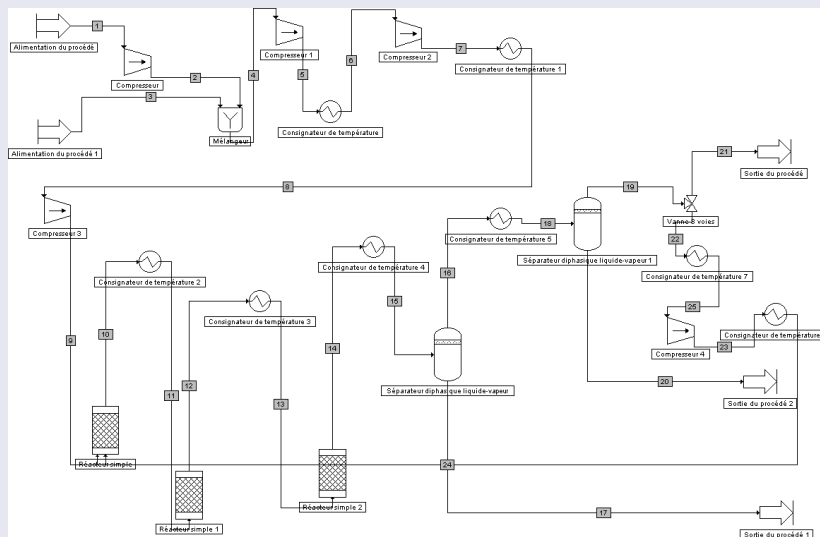 1
Alimentation du procédé
Compresseur
2
3
Alimentation du procédé 1
Mélangeur
4
Compresseur 1
5
Consignateur de température
6
Compresseur 2
7
Consignateur de température 1
8
Compresseur 3
9
10
Consignateur de température 2
11
Réacteur simple
12
Consignateur de température 3
13
Réacteur simple 1
14
Consignateur de température 4
15
Réacteur simple 2
16
Séparateur diphasique liquide-vapeur
Consignateur de température 5
18
Séparateur diphasique liquide-vapeur 1
19
Vanne 3 voies
21
Sortie du procédé
22
Consignateur de température 7
25
Compresseur 4
23
Consignateur de température
20
Sortie du procédé 2
24
17
Sortie du procédé 1